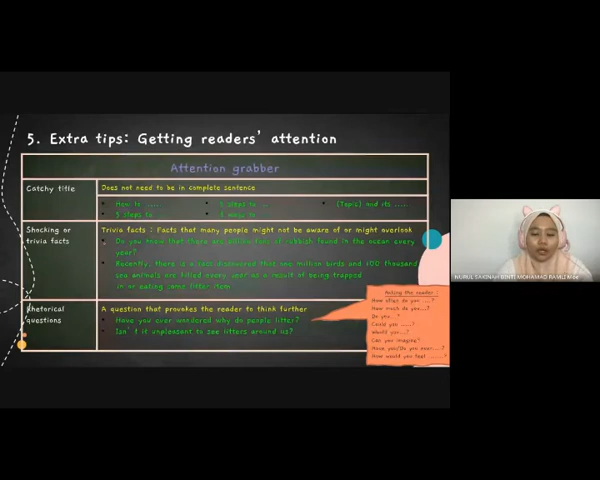 5. Extra tips: Getting readers' attention
Attention grabber
Catchy title
Does not need to be in complete sentence
How to .....
5 steps to ..
(Topic) and its .....
5 Steps to
Shocking or
trivia facts
Trivia facts : Facts that many people might not be aware of or might overlook
Do you know that there are billion tons of rubbish found in the ocean every
year?
Recently, there is a fact discovered that one million birds and 100 thousand
sea animals are killed every year as a result of being trapped
in or eating some litter item
Rhetorical
questions
A question that provokes the reader to think further
Have you ever wondered why do people litter?
Isn't it unpleasant to see litters around us?
Asking the reader :
How often do you ....?
How much do you...?
Do you...?
Could you .....?
Would you....?
Can you imagine?
Have you/Do you ever....?
How would you feel .......?
NURUL SAKINAH BINTI MOHAMAD RAMLI Moe